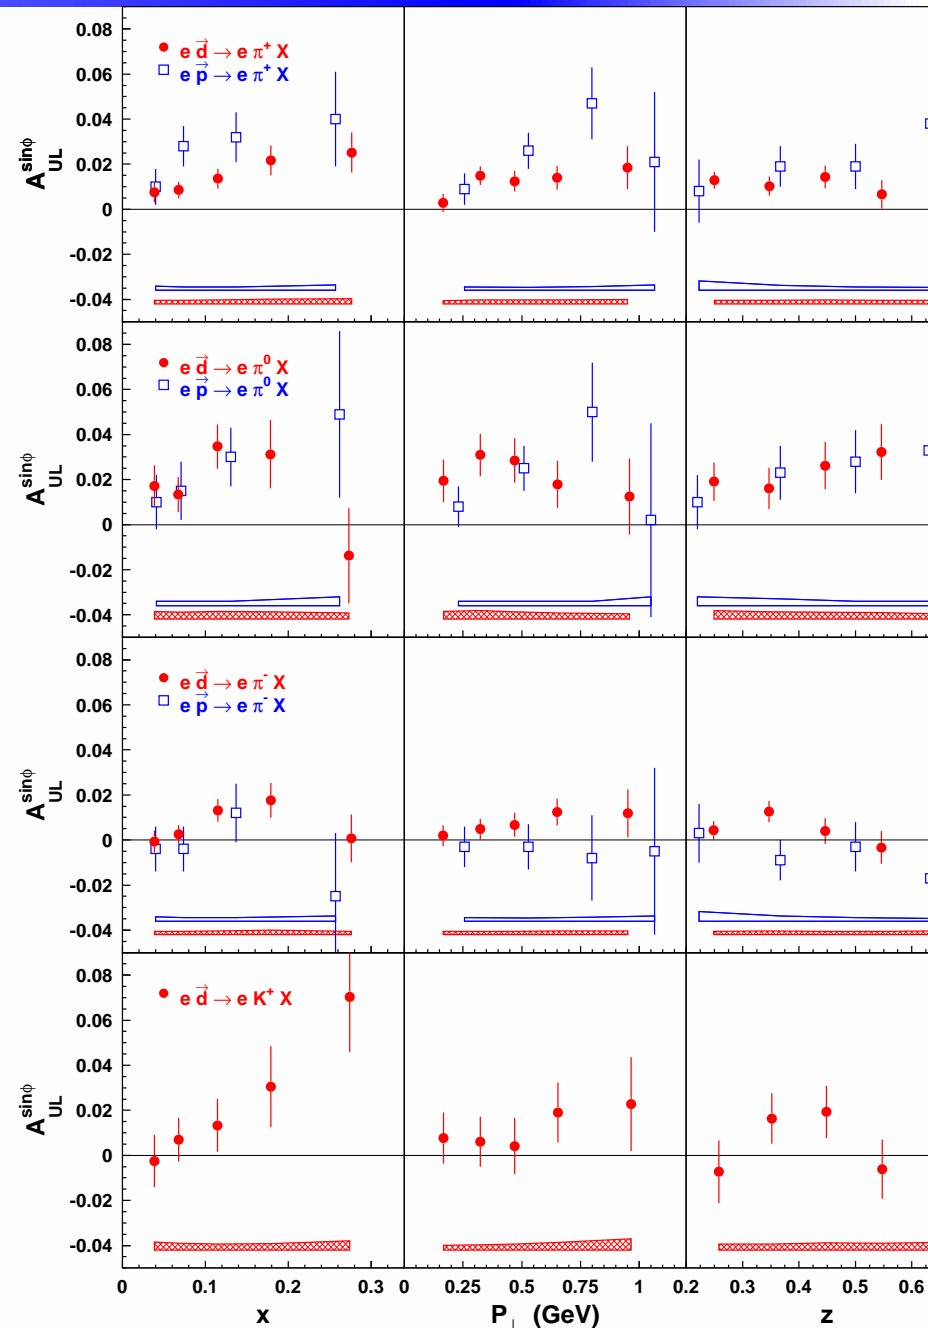 0.08
0.06
0.04
0.02
0
-0.02
-0.04
A_UL^sinϕ
e d⃗ → e π⁺ X
e p⃗ → e π⁺ X
0.08
0.06
0.04
0.02
0
-0.02
-0.04
A_UL^sinϕ
e d⃗ → e π⁰ X
e p⃗ → e π⁰ X
0.08
0.06
0.04
0.02
0
-0.02
-0.04
A_UL^sinϕ
e d⃗ → e π⁻ X
e p⃗ → e π⁻ X
0.08
0.06
0.04
0.02
0
-0.02
-0.04
A_UL^sinϕ
e d⃗ → e K⁺ X
0 0.1 0.2 0.3 0.25 0.5 0.75 1 0.2 0.3 0.4 0.5 0.6
x P⊥ (GeV) z